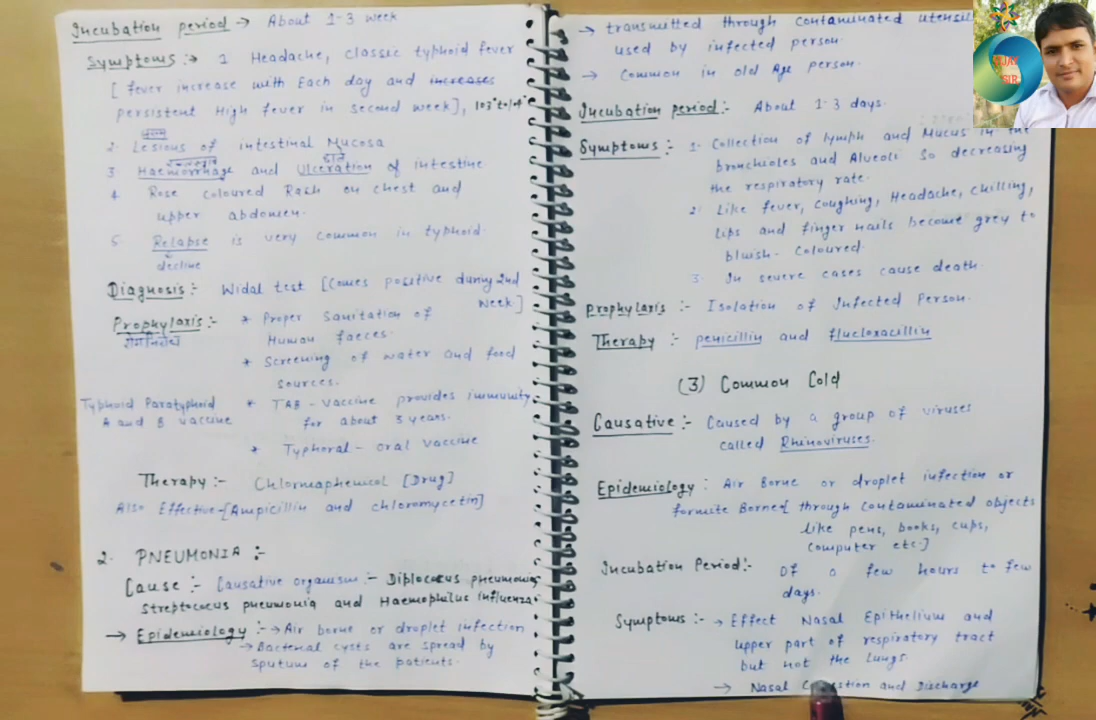 Incubation period → About 1-3 week
Symptoms :→ 1 Headache, classic typhoid fever
[ fever increase with Each day and increases
persistent High fever in second week],
2 Lesions of intestinal Mucosa
3 Haemorrhage and Ulceration of intestine
4 Rose coloured Rash on chest and
upper abdomen.
5 Relapse is very common in typhoid.
decline
Diagnosis :- Widal test [Comes positive during 2nd
Week]
Prophylaxis :- * Proper Sanitation of
Human faeces.
* Screening of water and food
sources.
Typhoid Paratyphoid
A and B vaccine
* TAB - Vaccine provides immunity
for about 3 years.
* Typhoral - oral vaccine
Therapy :- [Drug]
Also Effective-[Ampicillin and chloromycetin]
2. PNEUMONIA :-
Cause :- Causative organism :- Diplococus pneumonia
Streptococus pneumonia and Haemophilus influenza
→ Epidemiology :- → Air borne or droplet infection
→ Bacterial cysts are spread by
sputum of the patients.
→ transmitted through contaminated utensil
used by infected person.
→ Common in old Age person.
Incubation period :- About 1-3 days.
Symptoms :- 1. Collection of lymph and Mucus in the
bronchioles and Alveoli so decreasing
the respiratory rate.
2 Like fever, coughing, Headache, chilling,
lips and finger nails become grey to
bluish - coloured.
3 In severe cases cause death.
Prophylaxis :- Isolation of Infected Person.
Therapy :- penicillin and flucloxacillin
(3) Common Cold
Causative :- Caused by a group of viruses
called Rhinoviruses.
Epidemiology : Air Borne or droplet infection or
formite Borne[ through contaminated objects
like pens, books, cups,
computer etc.]
Incubation Period :- Of a few hours to few
days.
Symptoms :- → Effect Nasal Epithelium and
upper part of respiratory tract
but not the lungs.
→ Nasal and Discharge
SIR